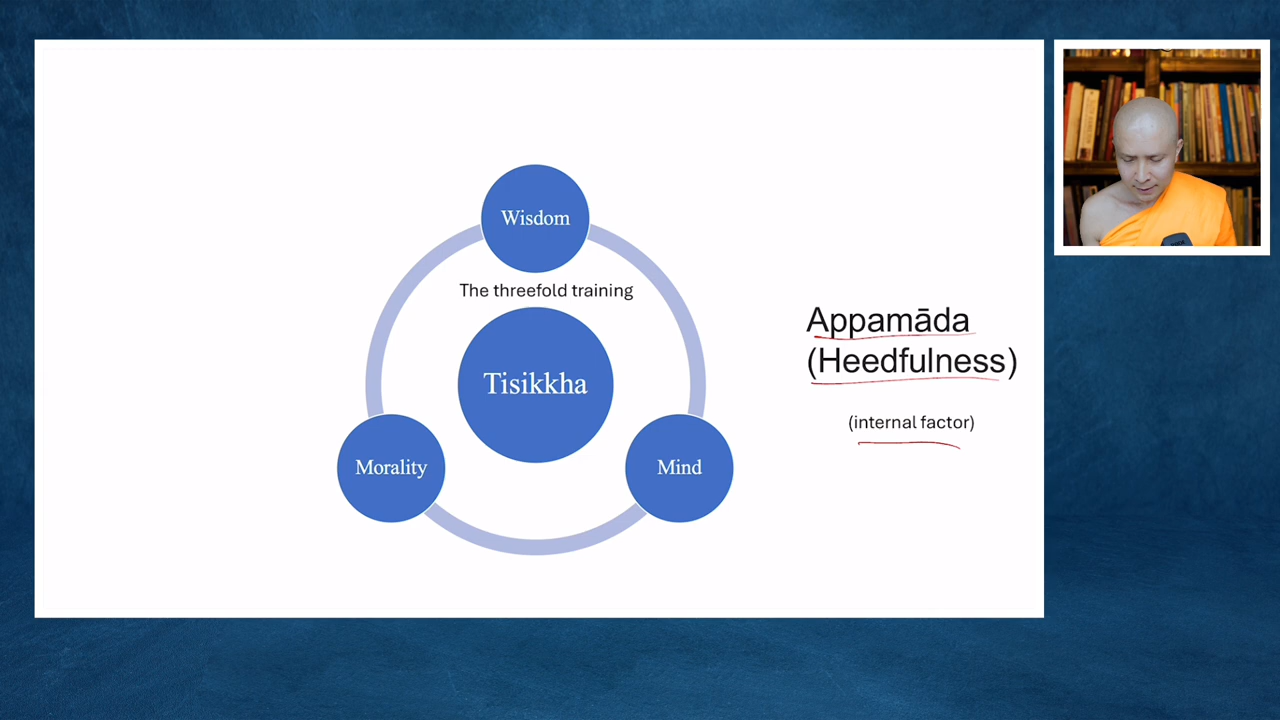 Wisdom
The threefold training
Tisikkha
Morality
Mind
Appamāda
(Heedfulness)
(internal factor)